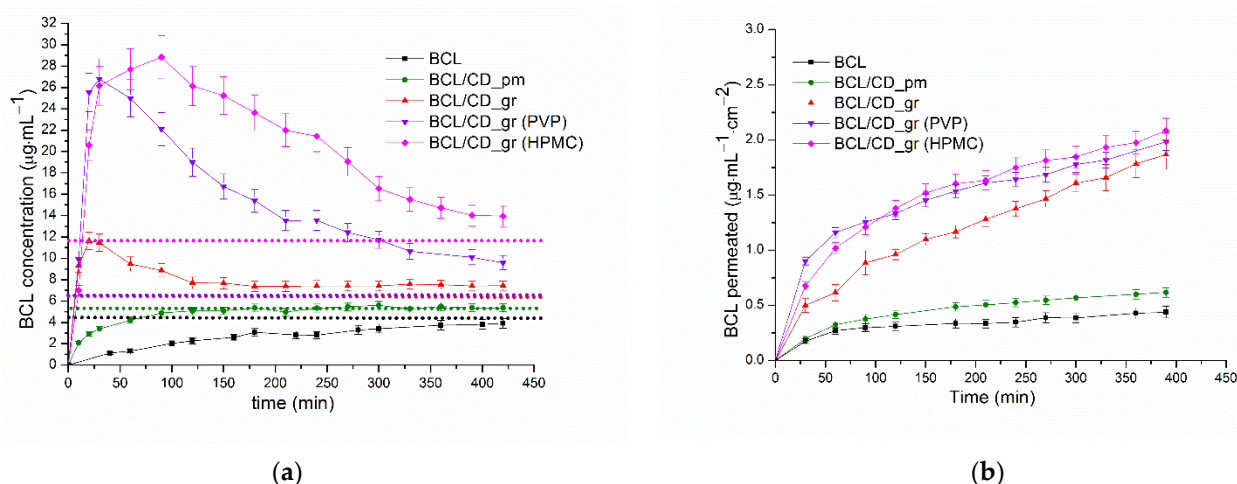 32
30
28
26
24
22
20
18
16
14
12
10
8
6
4
2
0
BCL concentration (μg·mL⁻¹)
BCL
BCL/CD_pm
BCL/CD_gr
BCL/CD_gr (PVP)
BCL/CD_gr (HPMC)
0 50 100 150 200 250 300 350 400 450
time (min)
(a)
3.0
2.5
2.0
1.5
1.0
0.5
0.0
BCL permeated (μg·mL⁻¹·cm⁻²)
BCL
BCL/CD_pm
BCL/CD_gr
BCL/CD_gr (PVP)
BCL/CD_gr (HPMC)
0 50 100 150 200 250 300 350 400 450
Time (min)
(b)